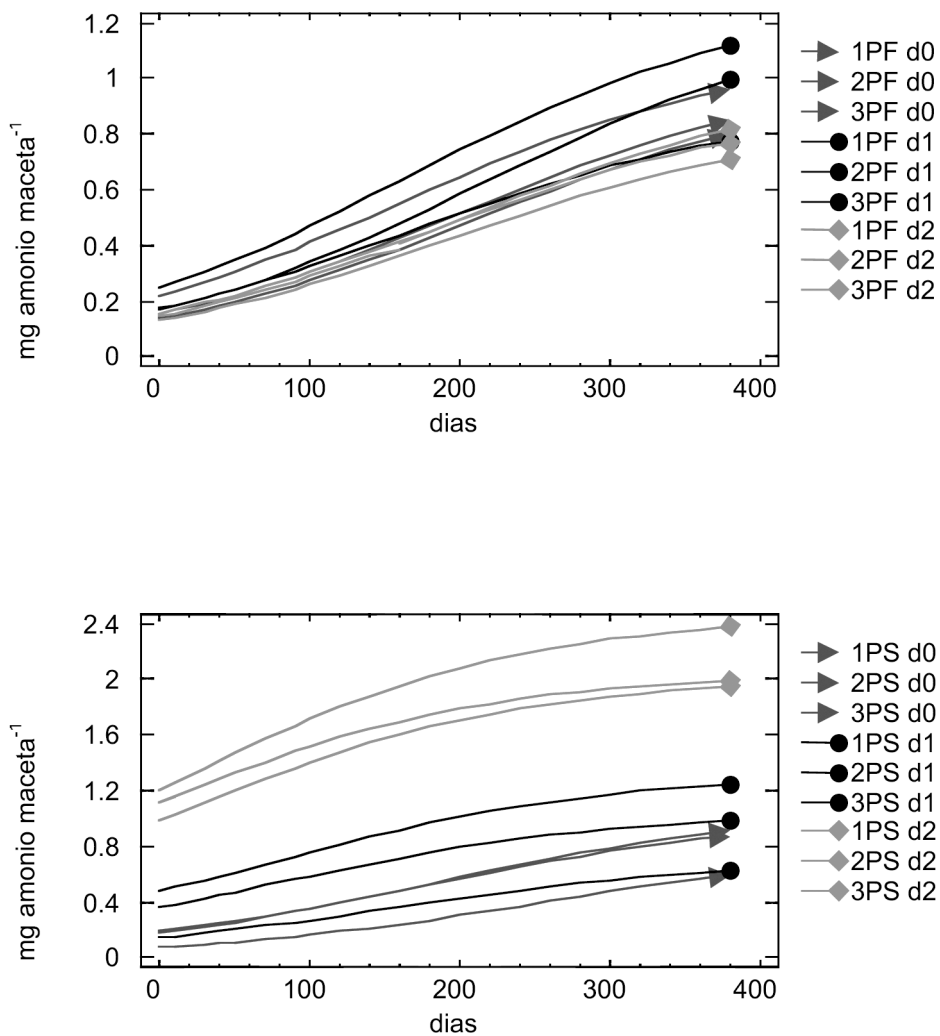 1.2
1
0.8
0.6
0.4
0.2
0
mg amonio maceta⁻¹
0 100 200 300 400
dias
1PF d0
2PF d0
3PF d0
1PF d1
2PF d1
3PF d1
1PF d2
2PF d2
3PF d2
2.4
2
1.6
1.2
0.8
0.4
0
mg amonio maceta⁻¹
0 100 200 300 400
dias
1PS d0
2PS d0
3PS d0
1PS d1
2PS d1
3PS d1
1PS d2
2PS d2
3PS d2